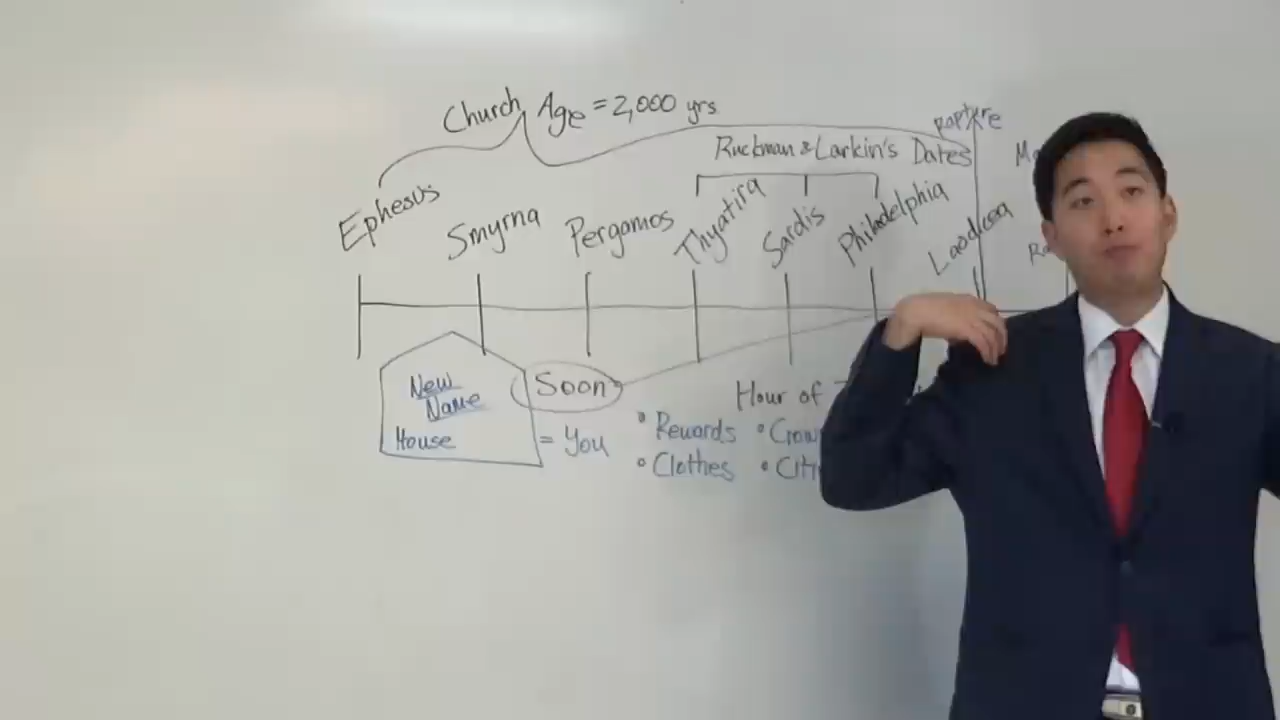 Church Age = 2,000 yrs
rapture
Ruckman & Larkin's Dates
Ephesus
Smyrna
Pergamos
Thyatira
Sardis
Philadelphia
Laodicea
New
Name
House
Soon
= You
Hour of
• Rewards
• Clothes